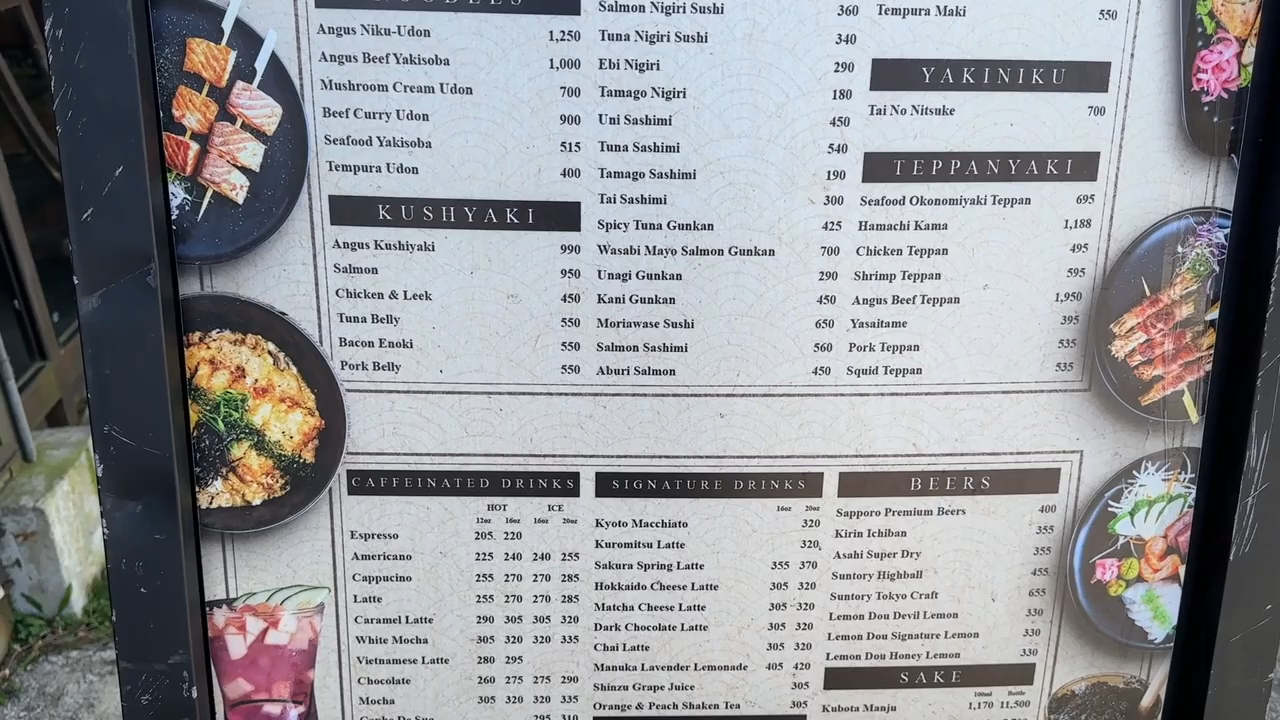 NOODLES
Angus Niku-Udon 1,250
Angus Beef Yakisoba 1,000
Mushroom Cream Udon 700
Beef Curry Udon 900
Seafood Yakisoba 515
Tempura Udon 400
KUSHYAKI
Angus Kushiyaki 990
Salmon 950
Chicken & Leek 450
Tuna Belly 550
Bacon Enoki 550
Pork Belly 550
Salmon Nigiri Sushi 360
Tuna Nigiri Sushi 340
Ebi Nigiri 290
Tamago Nigiri 180
Uni Sashimi 450
Tuna Sashimi 540
Tamago Sashimi 190
Tai Sashimi 300
Spicy Tuna Gunkan 425
Wasabi Mayo Salmon Gunkan 700
Unagi Gunkan 290
Kani Gunkan 450
Moriawase Sushi 650
Salmon Sashimi 560
Aburi Salmon 450
Tempura Maki 550
YAKINIKU
Tai No Nitsuke 700
TEPPANYAKI
Seafood Okonomiyaki Teppan 695
Hamachi Kama 1,188
Chicken Teppan 495
Shrimp Teppan 595
Angus Beef Teppan 1,950
Yasaitame 395
Pork Teppan 535
Squid Teppan 535
CAFFEINATED DRINKS
HOT ICE
12oz 16oz 16oz 20oz
Espresso 205 220
Americano 225 240 240 255
Cappucino 255 270 270 285
Latte 255 270 270 285
Caramel Latte 290 305 305 320
White Mocha 305 320 320 335
Vietnamese Latte 280 295
Chocolate 260 275 275 290
Mocha 305 320 320 335
295 310
SIGNATURE DRINKS
16oz 20oz
Kyoto Macchiato 320
Kuromitsu Latte 320
Sakura Spring Latte 355 370
Hokkaido Cheese Latte 305 320
Matcha Cheese Latte 305 320
Dark Chocolate Latte 305 320
Chai Latte 305 320
Manuka Lavender Lemonade 405 420
Shinzu Grape Juice 305
Orange & Peach Shaken Tea 305
BEERS
Sapporo Premium Beers 400
Kirin Ichiban 355
Asahi Super Dry 355
Suntory Highball 455
Suntory Tokyo Craft 655
Lemon Dou Devil Lemon 330
Lemon Dou Signature Lemon 330
Lemon Dou Honey Lemon 330
SAKE
100ml Bottle
Kubota Manju 1,170 11,500